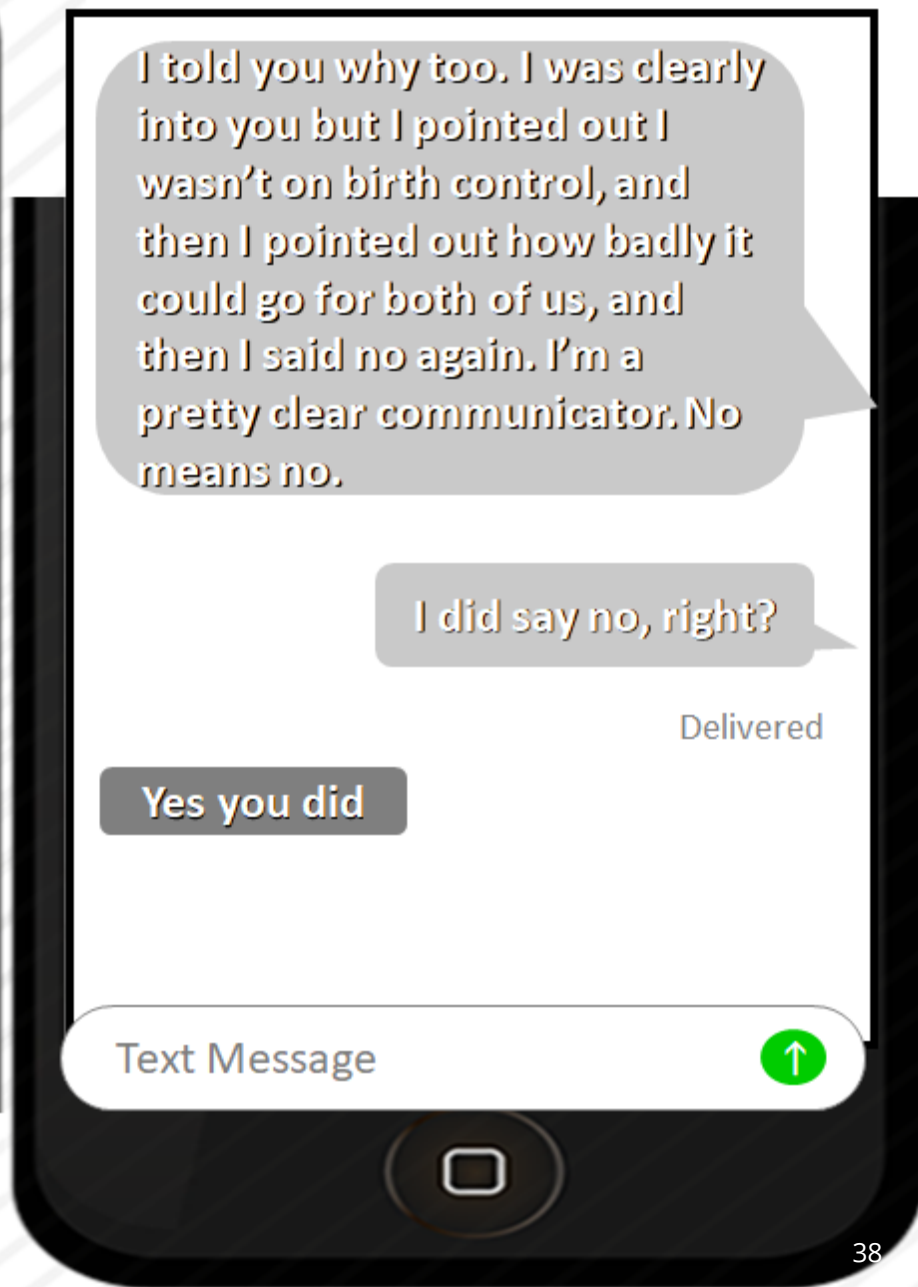 I told you why too. I was clearly
into you but I pointed out I
wasn’t on birth control, and
then I pointed out how badly it
could go for both of us, and
then I said no again. I’m a
pretty clear communicator. No
means no.
I did say no, right?
Delivered
Yes you did
Text Message
38